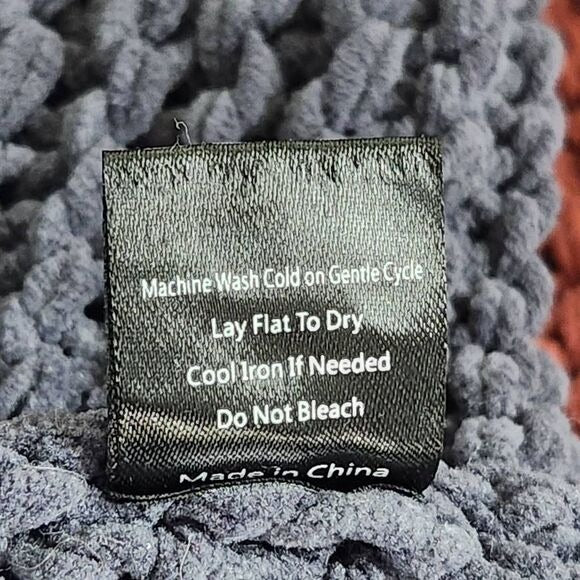 Machine Wash Cold on Gentle Cycle
Lay Flat To Dry
Cool Iron If Needed
Do Not Bleach
Made in China